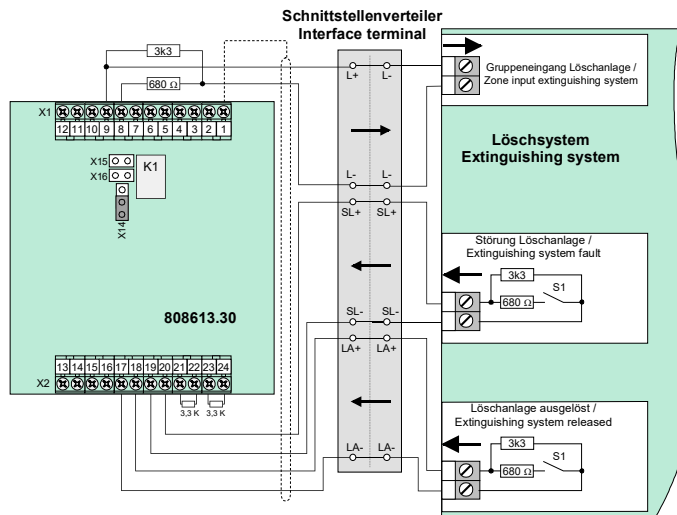 Schnittstellenverteiler
Interface terminal
3k3
680 Ω
X1
12 11 10 9 8 7 6 5 4 3 2 1
X15
X16
K1
X14
808613.30
13 14 15 16 17 18 19 20 21 22 23 24
X2
3,3 K
3,3 K
L+ L-
L- L-
SL+ SL+
SL- SL-
LA+ LA+
LA- LA-
Gruppeneingang Löschanlage /
Zone input extinguishing system
Löschsystem
Extinguishing system
Störung Löschanlage /
Extinguishing system fault
3k3
680 Ω
S1
Löschanlage ausgelöst /
Extinguishing system released
3k3
680 Ω
S1